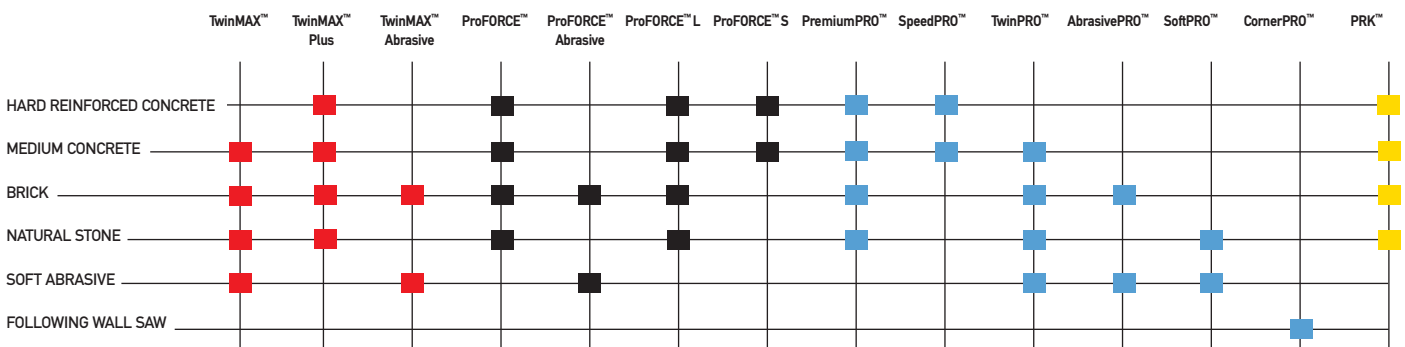 TwinMAX™ TwinMAX™ TwinMAX™ ProFORCE™ ProFORCE™ ProFORCE™ L ProFORCE™ S PremiumPRO™ SpeedPRO™ TwinPRO™ AbrasivePRO™ SoftPRO™ CornerPRO™ PRK™
Plus Abrasive Abrasive
HARD REINFORCED CONCRETE
MEDIUM CONCRETE
BRICK
NATURAL STONE
SOFT ABRASIVE
FOLLOWING WALL SAW